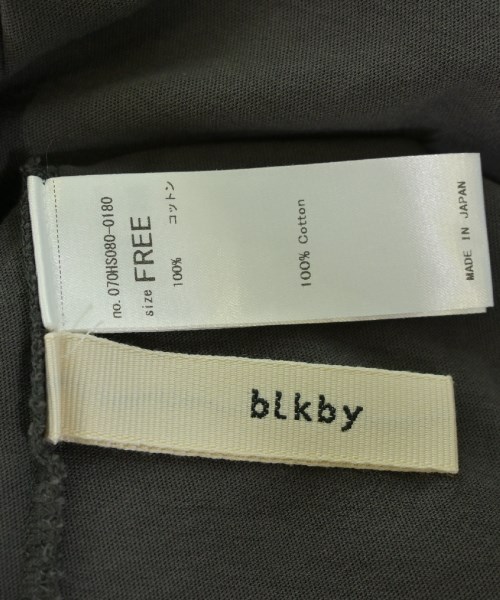 no. 070HS080-0180
size FREE
100% コットン
100% Cotton
MADE IN JAPAN
blkby